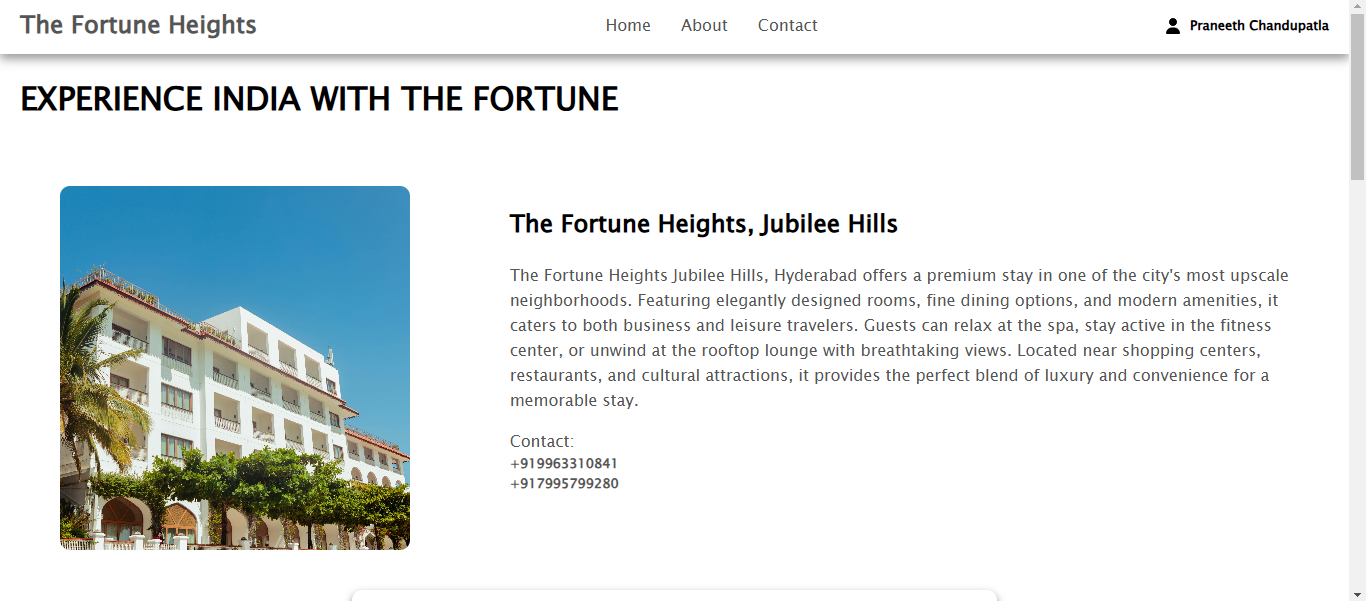 The Fortune Heights
Home
About
Contact
Praneeth Chandupatla
EXPERIENCE INDIA WITH THE FORTUNE
The Fortune Heights, Jubilee Hills
The Fortune Heights Jubilee Hills, Hyderabad offers a premium stay in one of the city's most upscale
neighborhoods. Featuring elegantly designed rooms, fine dining options, and modern amenities, it
caters to both business and leisure travelers. Guests can relax at the spa, stay active in the fitness
center, or unwind at the rooftop lounge with breathtaking views. Located near shopping centers,
restaurants, and cultural attractions, it provides the perfect blend of luxury and convenience for a
memorable stay.
Contact:
+919963310841
+917995799280